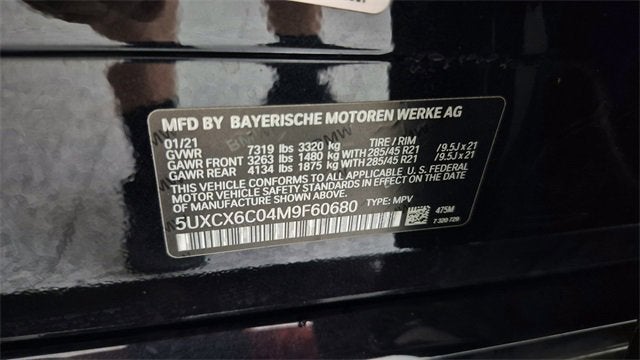 MFD BY BAYERISCHE MOTOREN WERKE AG
01/21 TIRE / RIM
GVWR 7319 lbs 3320 kg
GAWR FRONT 3263 lbs 1480 kg WITH 285/45 R21 / 9.5J x 21
GAWR REAR 4134 lbs 1875 kg WITH 285/45 R21 / 9.5J x 21
THIS VEHICLE CONFORMS TO ALL APPLICABLE U. S. FEDERAL
MOTOR VEHICLE SAFETY STANDARDS IN EFFECT ON THE DATE
OF MANUFACTURE SHOWN ABOVE.
5UXCX6C04M9F60680 TYPE: MPV
475M
7 320 729